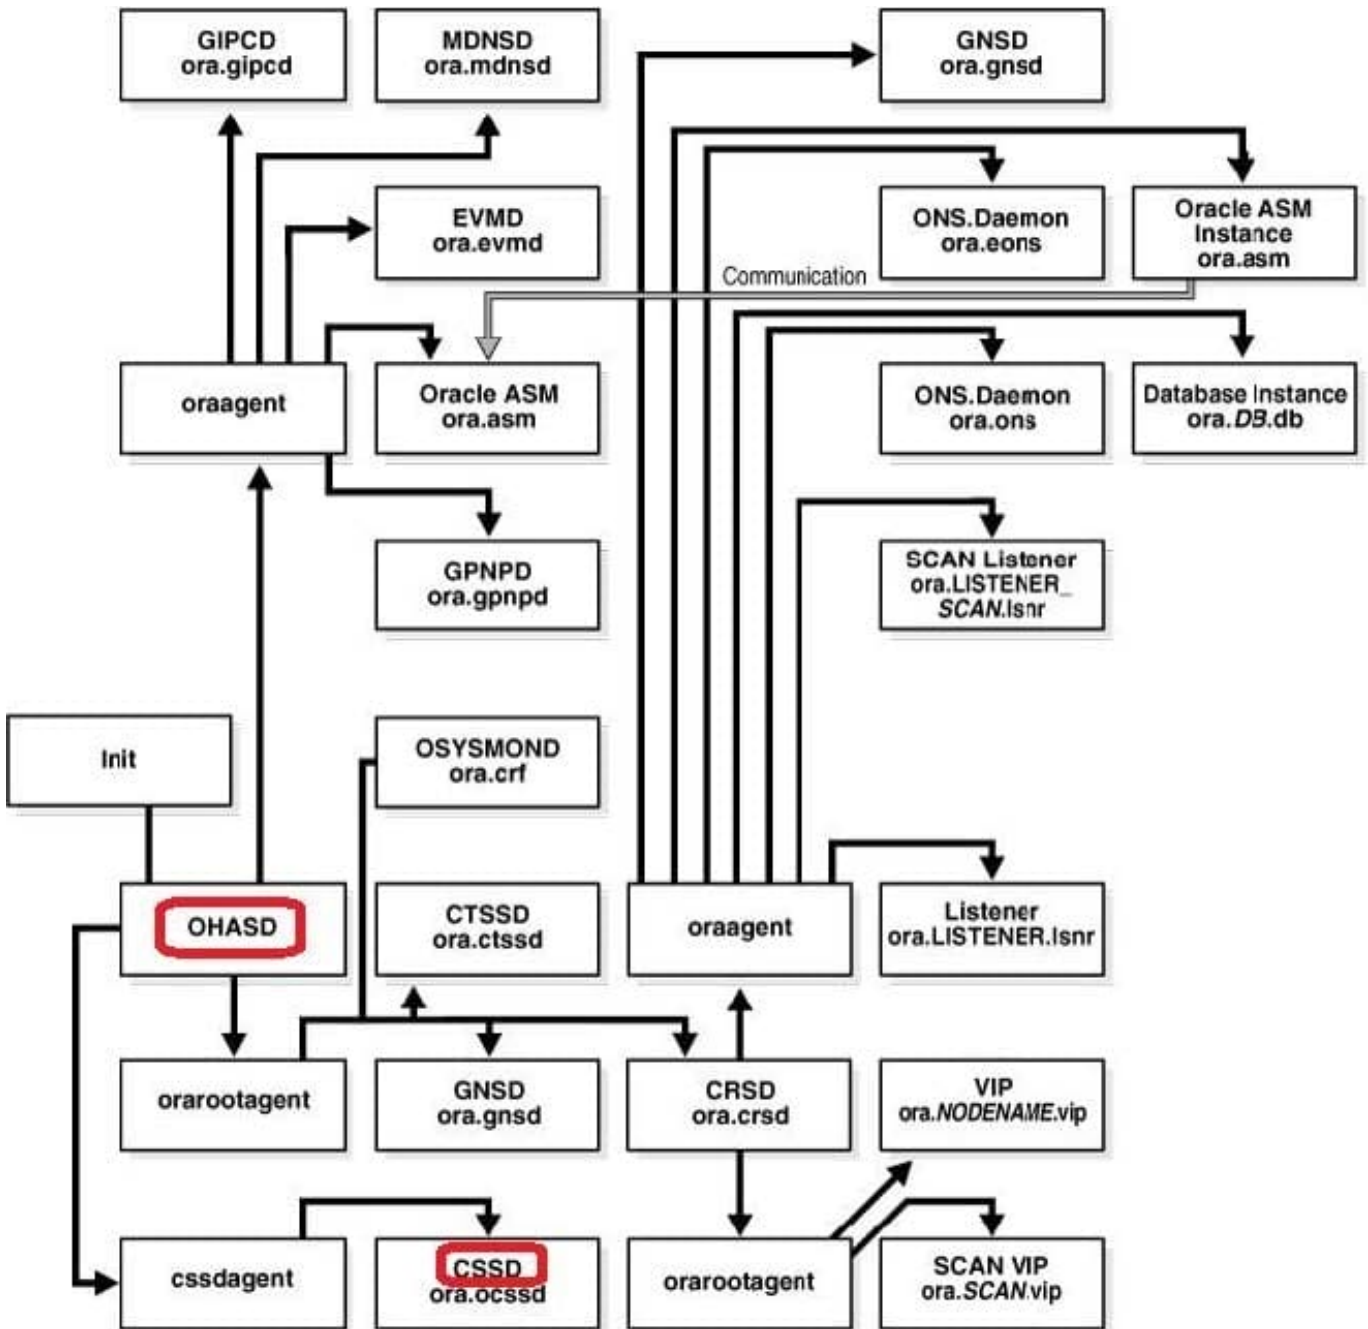 GIPCD
ora.gipcd
MDNSD
ora.mdnsd
GNSD
ora.gnsd
EVMD
ora.evmd
ONS.Daemon
ora.eons
Oracle ASM
Instance
ora.asm
Communication
oraagent
Oracle ASM
ora.asm
ONS.Daemon
ora.ons
Database Instance
ora.DB.db
GPNPD
ora.gpnpd
SCAN Listener
ora.LISTENER_
SCAN.lsnr
Init
OSYSMOND
ora.crf
OHASD
CTSSD
ora.ctssd
oraagent
Listener
ora.LISTENER.lsnr
orarootagent
GNSD
ora.gnsd
CRSD
ora.crsd
VIP
ora.NODENAME.vip
cssdagent
CSSD
ora.ocssd
orarootagent
SCAN VIP
ora.SCAN.vip